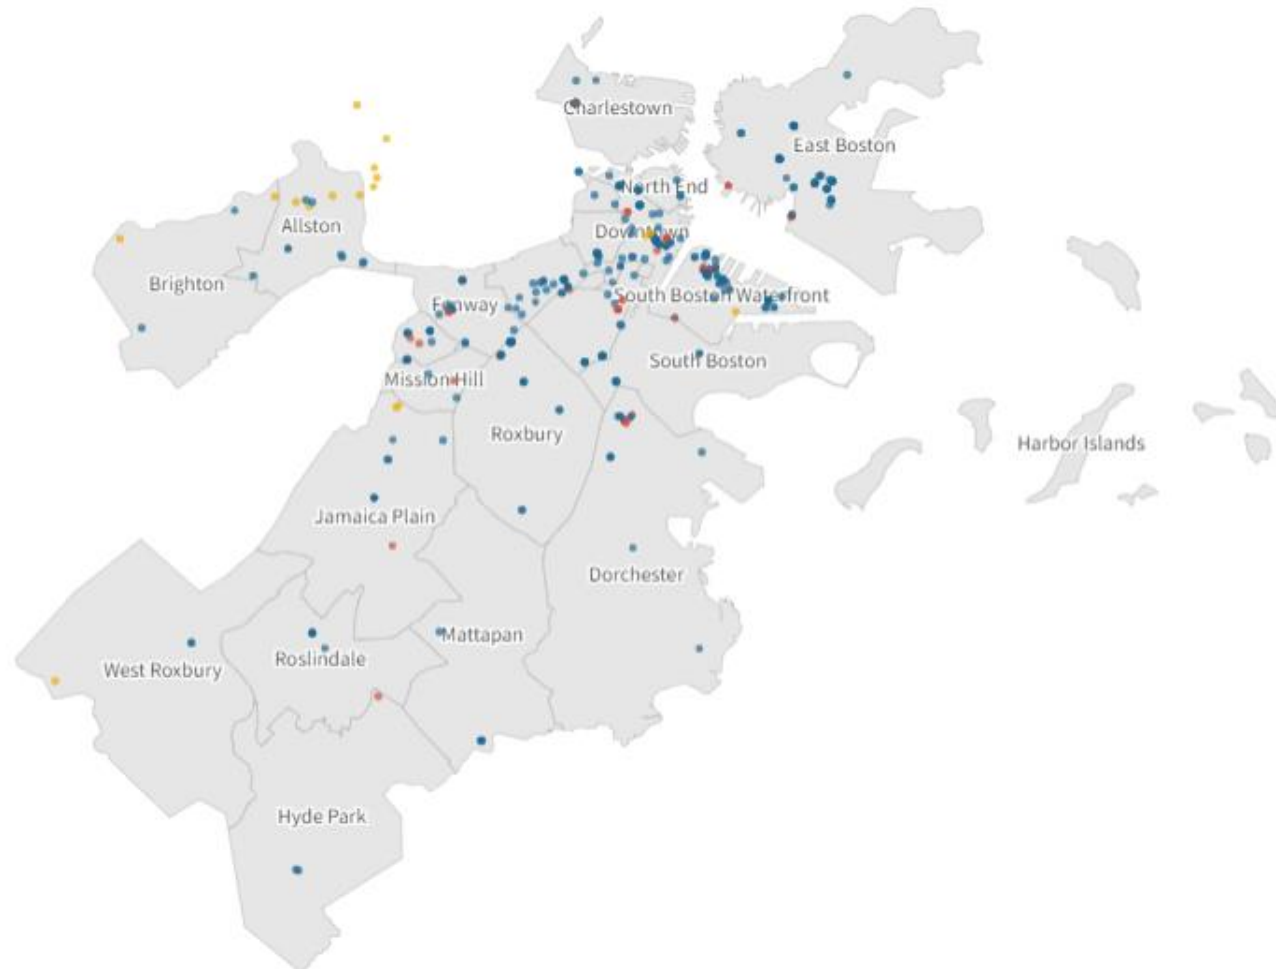 Charlestown
East Boston
North End
Allston
Downtown
Brighton
South Boston Waterfront
Fenway
South Boston
Mission Hill
Roxbury
Harbor Islands
Jamaica Plain
Dorchester
Mattapan
Roslindale
West Roxbury
Hyde Park